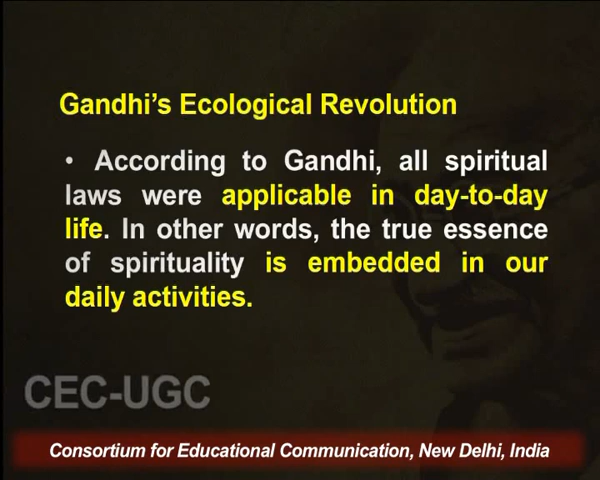 Gandhi's Ecological Revolution
• According to Gandhi, all spiritual
laws were applicable in day-to-day
life. In other words, the true essence
of spirituality is embedded in our
daily activities.
CEC-UGC
Consortium for Educational Communication, New Delhi, India